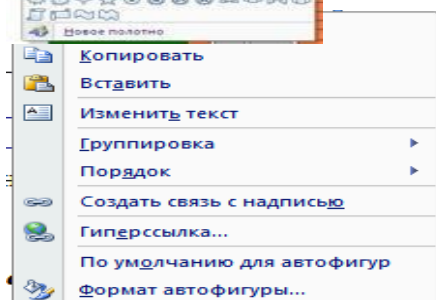 Новое полотно
Копировать
Вставить
Изменить текст
Группировка
Порядок
Создать связь с надписью
Гиперссылка...
По умолчанию для автофигур
Формат автофигуры...